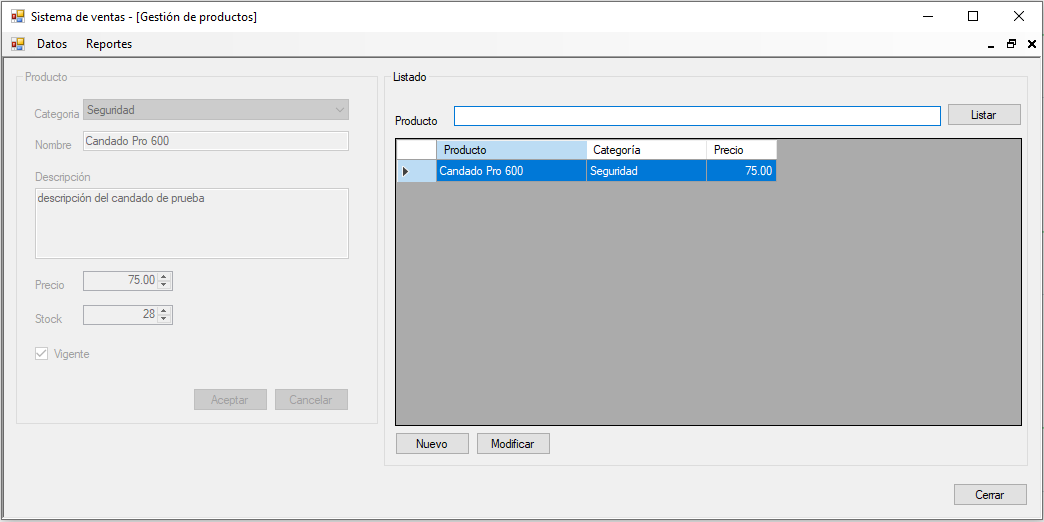 Sistema de ventas - [Gestión de productos]
Datos Reportes
Producto
Categoria Seguridad
Nombre Candado Pro 600
Descripción
descripción del candado de prueba
Precio 75.00
Stock 28
Vigente
Aceptar Cancelar
Listado
Producto Listar
Producto Categoría Precio
Candado Pro 600 Seguridad 75.00
Nuevo Modificar
Cerrar